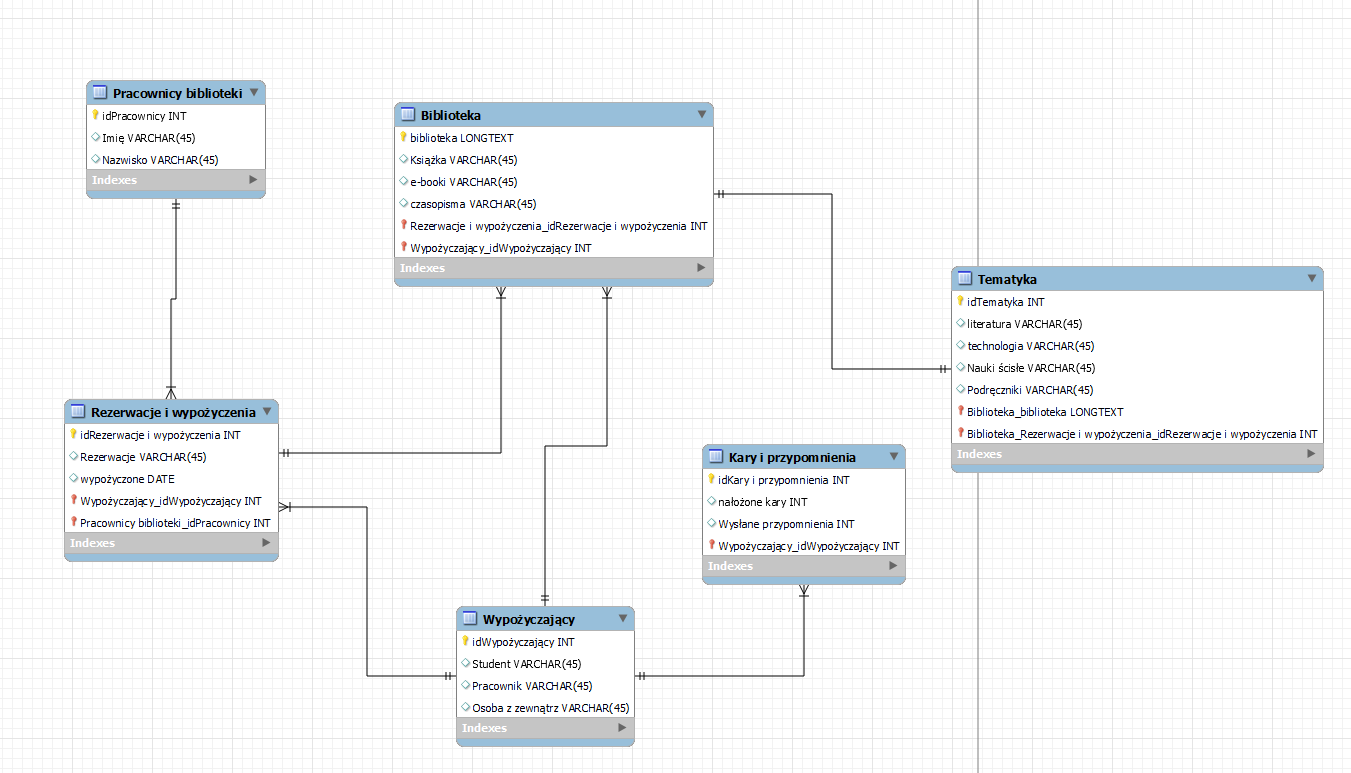 Pracownicy biblioteki
idPracownicy INT
Imię VARCHAR(45)
Nazwisko VARCHAR(45)
Indexes
Biblioteka
biblioteka LONGTEXT
Książka VARCHAR(45)
e-booki VARCHAR(45)
czasopisma VARCHAR(45)
Rezerwacje i wypożyczenia_idRezerwacje i wypożyczenia INT
Wypożyczający_idWypożyczający INT
Indexes
Tematyka
idTematyka INT
literatura VARCHAR(45)
technologia VARCHAR(45)
Nauki ścisłe VARCHAR(45)
Podręczniki VARCHAR(45)
Biblioteka_biblioteka LONGTEXT
Biblioteka_Rezerwacje i wypożyczenia_idRezerwacje i wypożyczenia INT
Indexes
Rezerwacje i wypożyczenia
idRezerwacje i wypożyczenia INT
Rezerwacje VARCHAR(45)
wypożyczone DATE
Wypożyczający_idWypożyczający INT
Pracownicy biblioteki_idPracownicy INT
Indexes
Kary i przypomnienia
idKary i przypomnienia INT
nałożone kary INT
Wysłane przypomnienia INT
Wypożyczający_idWypożyczający INT
Indexes
Wypożyczający
idWypożyczający INT
Student VARCHAR(45)
Pracownik VARCHAR(45)
Osoba z zewnątrz VARCHAR(45)
Indexes